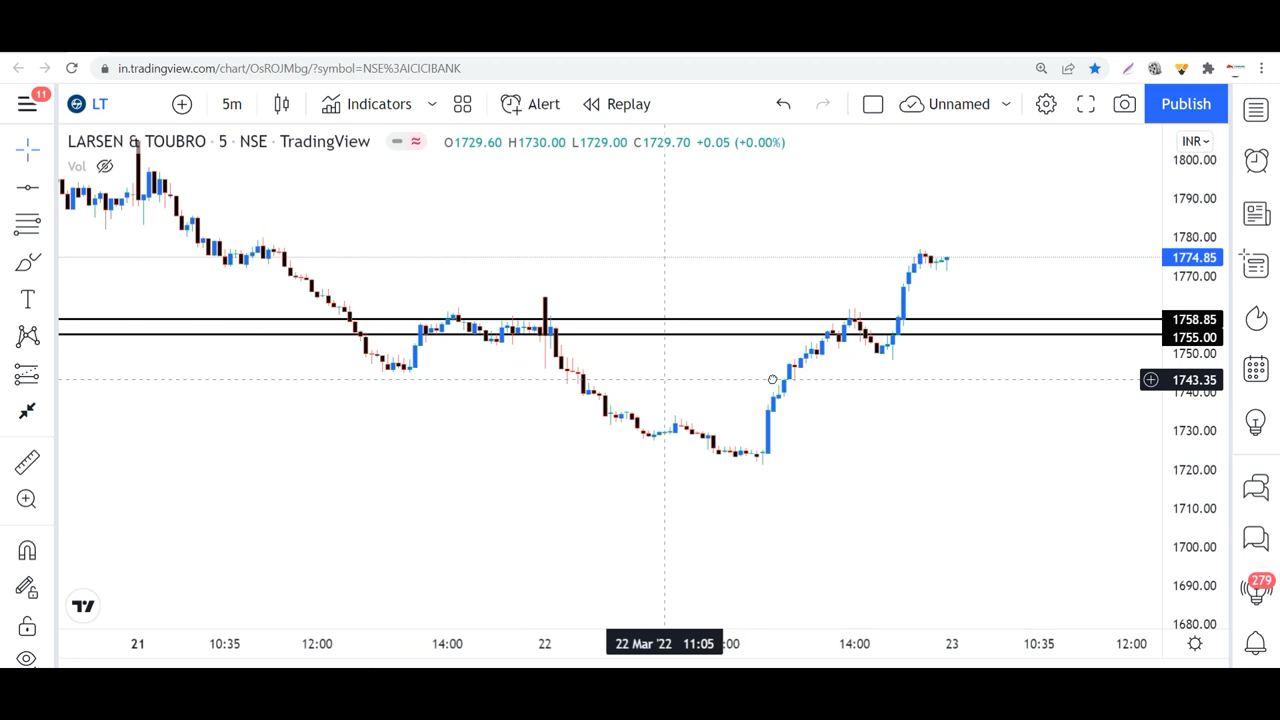 in.tradingview.com/chart/OsROJMbg/?symbol=NSE%3AICICIBANK
11
LT
5m
Indicators
Alert
Replay
Unnamed
Publish
LARSEN & TOUBRO · 5 · NSE · TradingView
O1729.60 H1730.00 L1729.00 C1729.70 +0.05 (+0.00%)
INR
Vol
1800.00
1790.00
1780.00
1774.85
1770.00
1758.85
1755.00
1750.00
1743.35
1740.00
1730.00
1720.00
1710.00
1700.00
1690.00
1680.00
279
21 10:35 12:00 14:00 22 22 Mar '22 11:05 :00 14:00 23 10:35 12:00